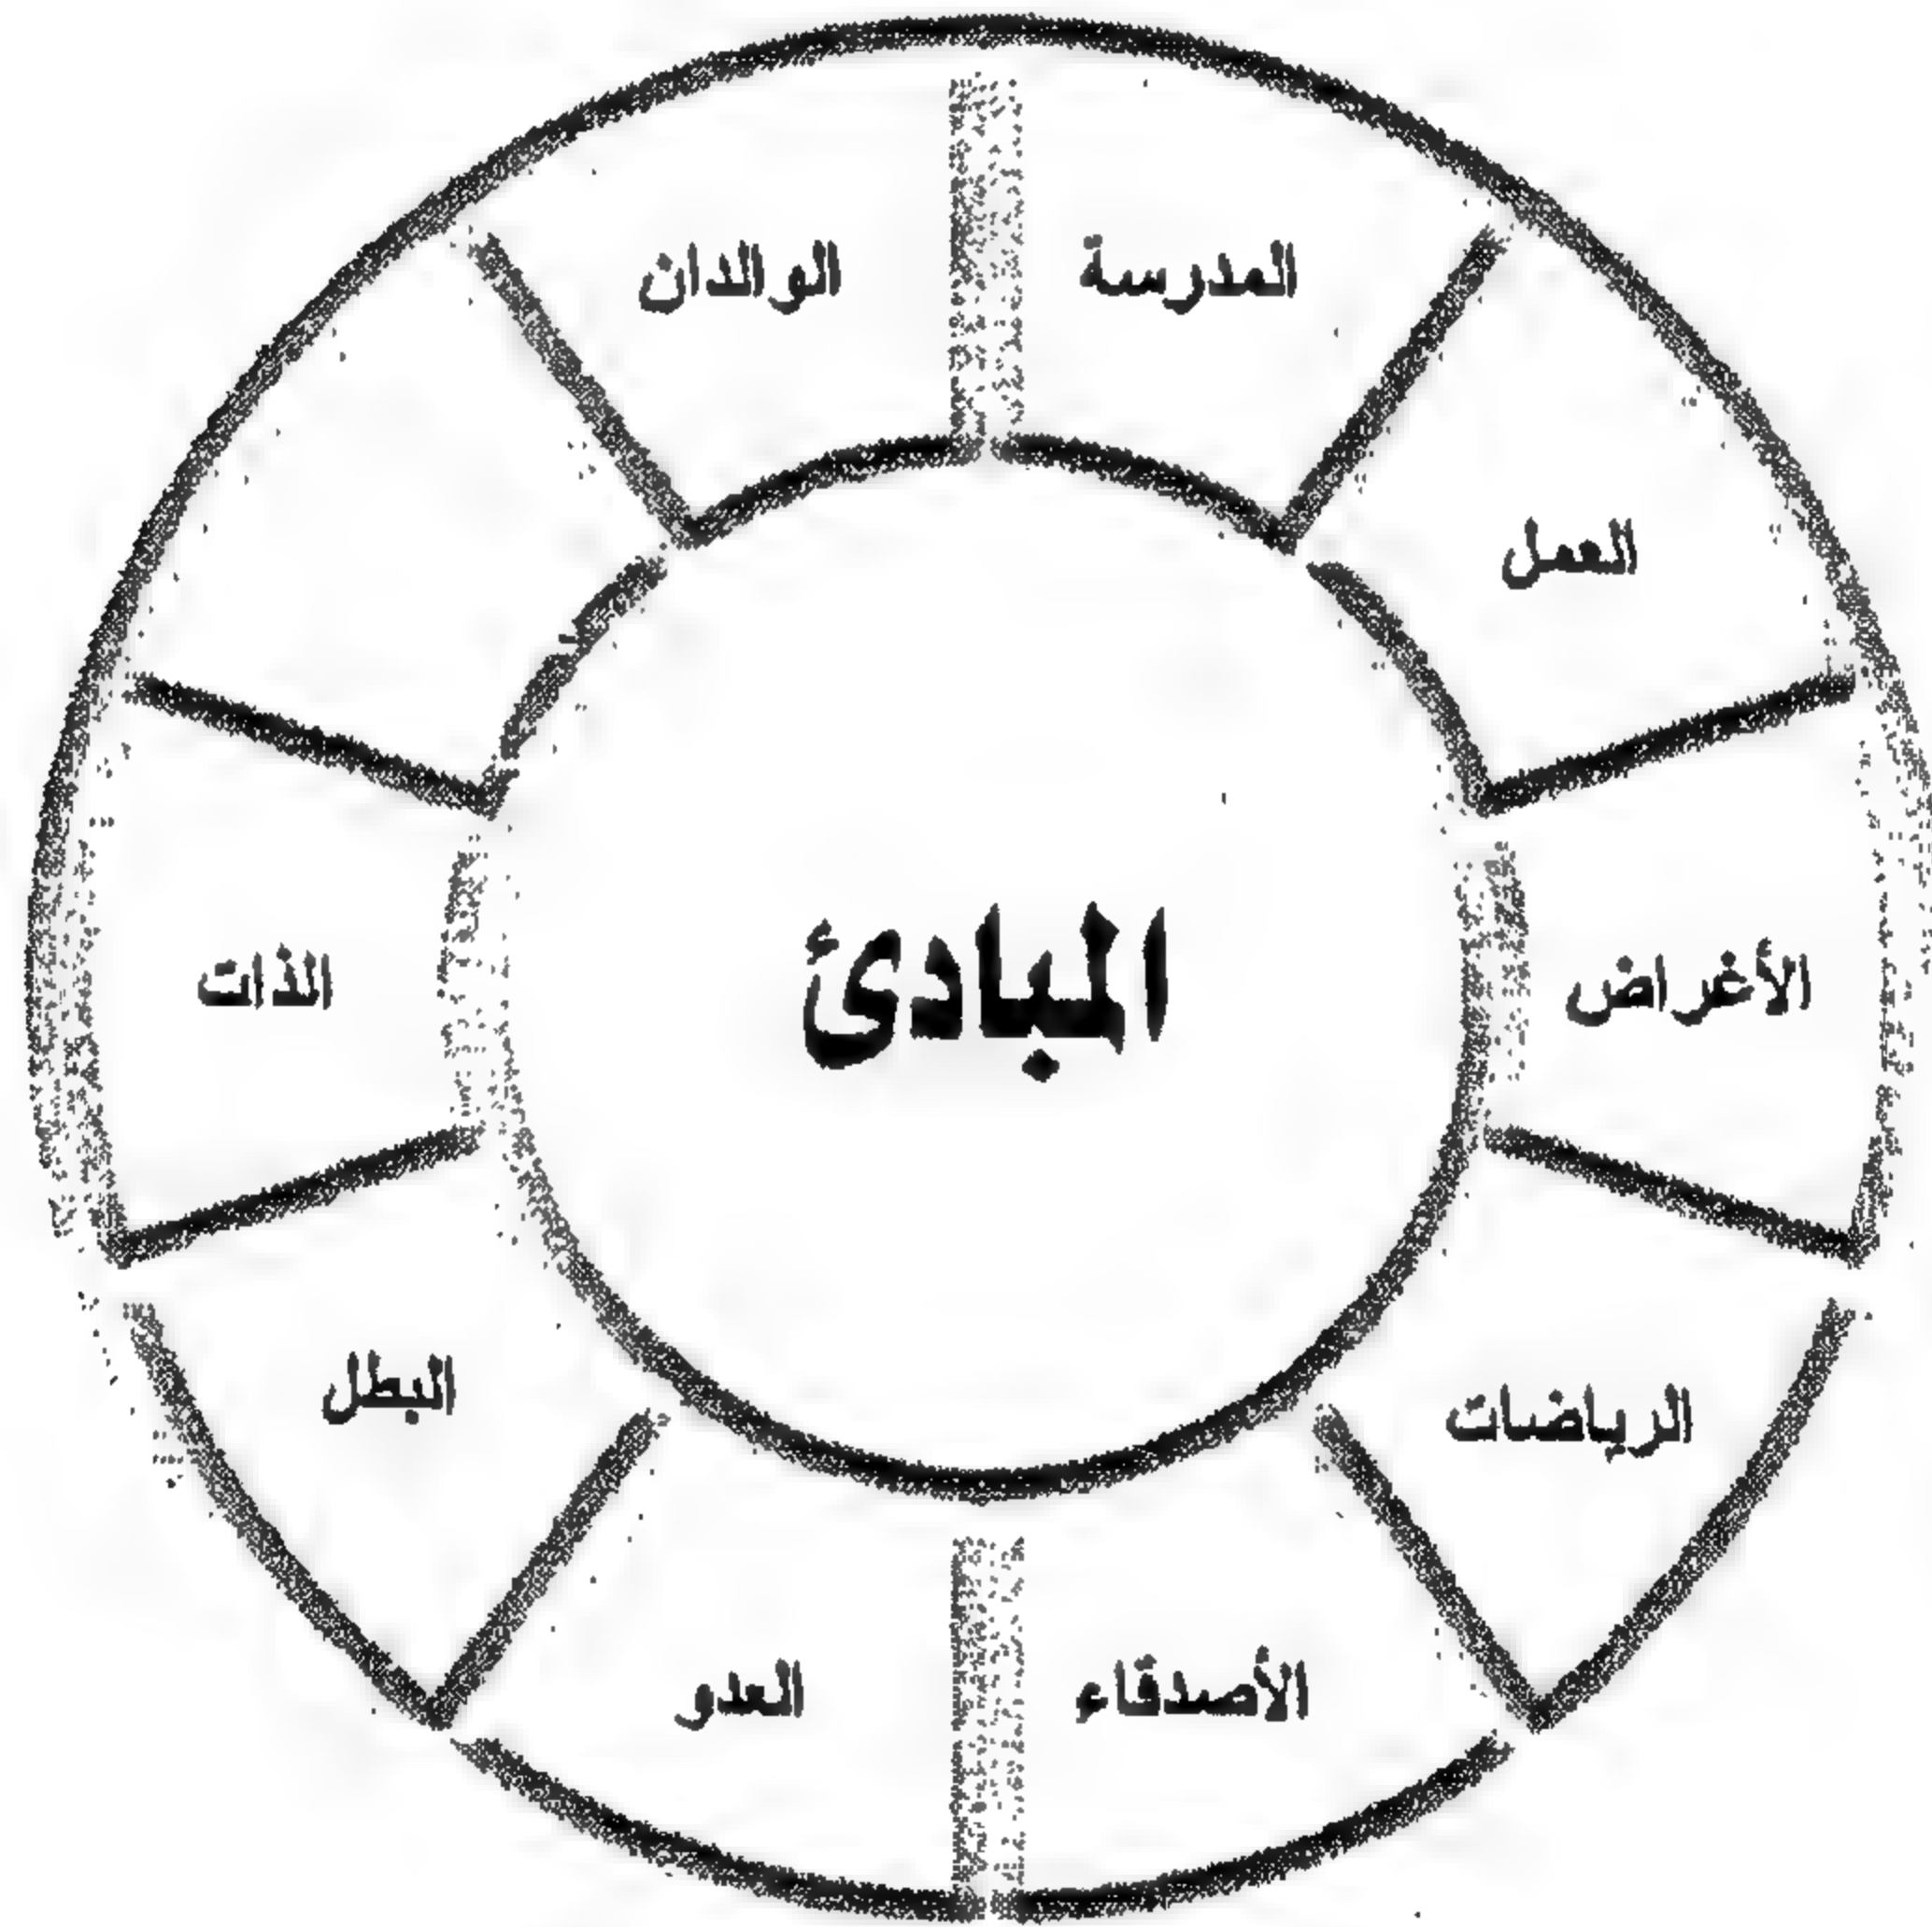 المدرسة
الوالدان
العمل
الأغراض
المبادئ
الذات
الرياضات
البطل
الأصدقاء
العدو